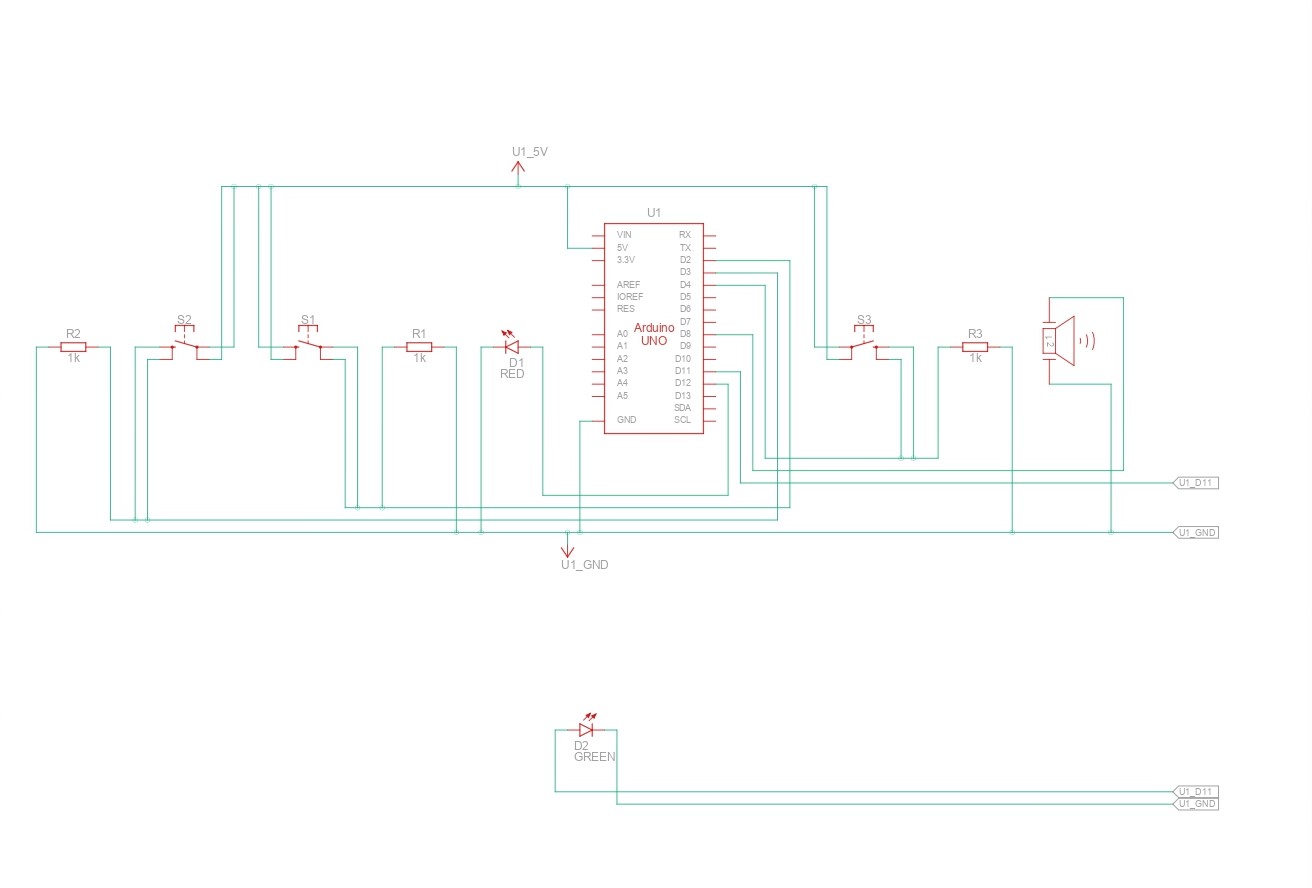 U1_5V
U1
VIN RX
5V TX
3.3V D2
D3
AREF D4
IOREF D5
RES D6
D7
A0 D8
A1 D9
A2 D10
A3 D11
A4 D12
A5 D13
SDA
GND SCL
Arduino
UNO
R2
1k
S2
S1
R1
1k
D1
RED
S3
R3
1k
1 2
U1_D11
U1_GND
U1_GND
D2
GREEN
U1_D11
U1_GND